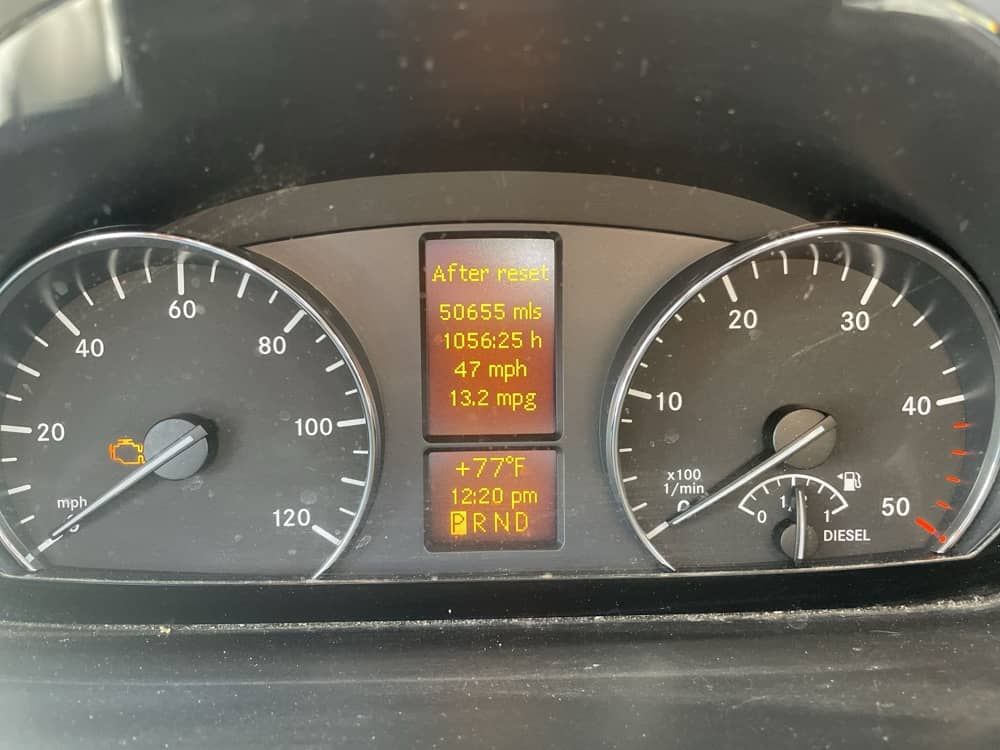 20
40
60
80
100
120
mph
After reset
50655 mls
1056:25 h
47 mph
13.2 mpg
+77°F
12:20 pm
P R N D
10
20
30
40
50
x100
1/min
0
1
DIESEL